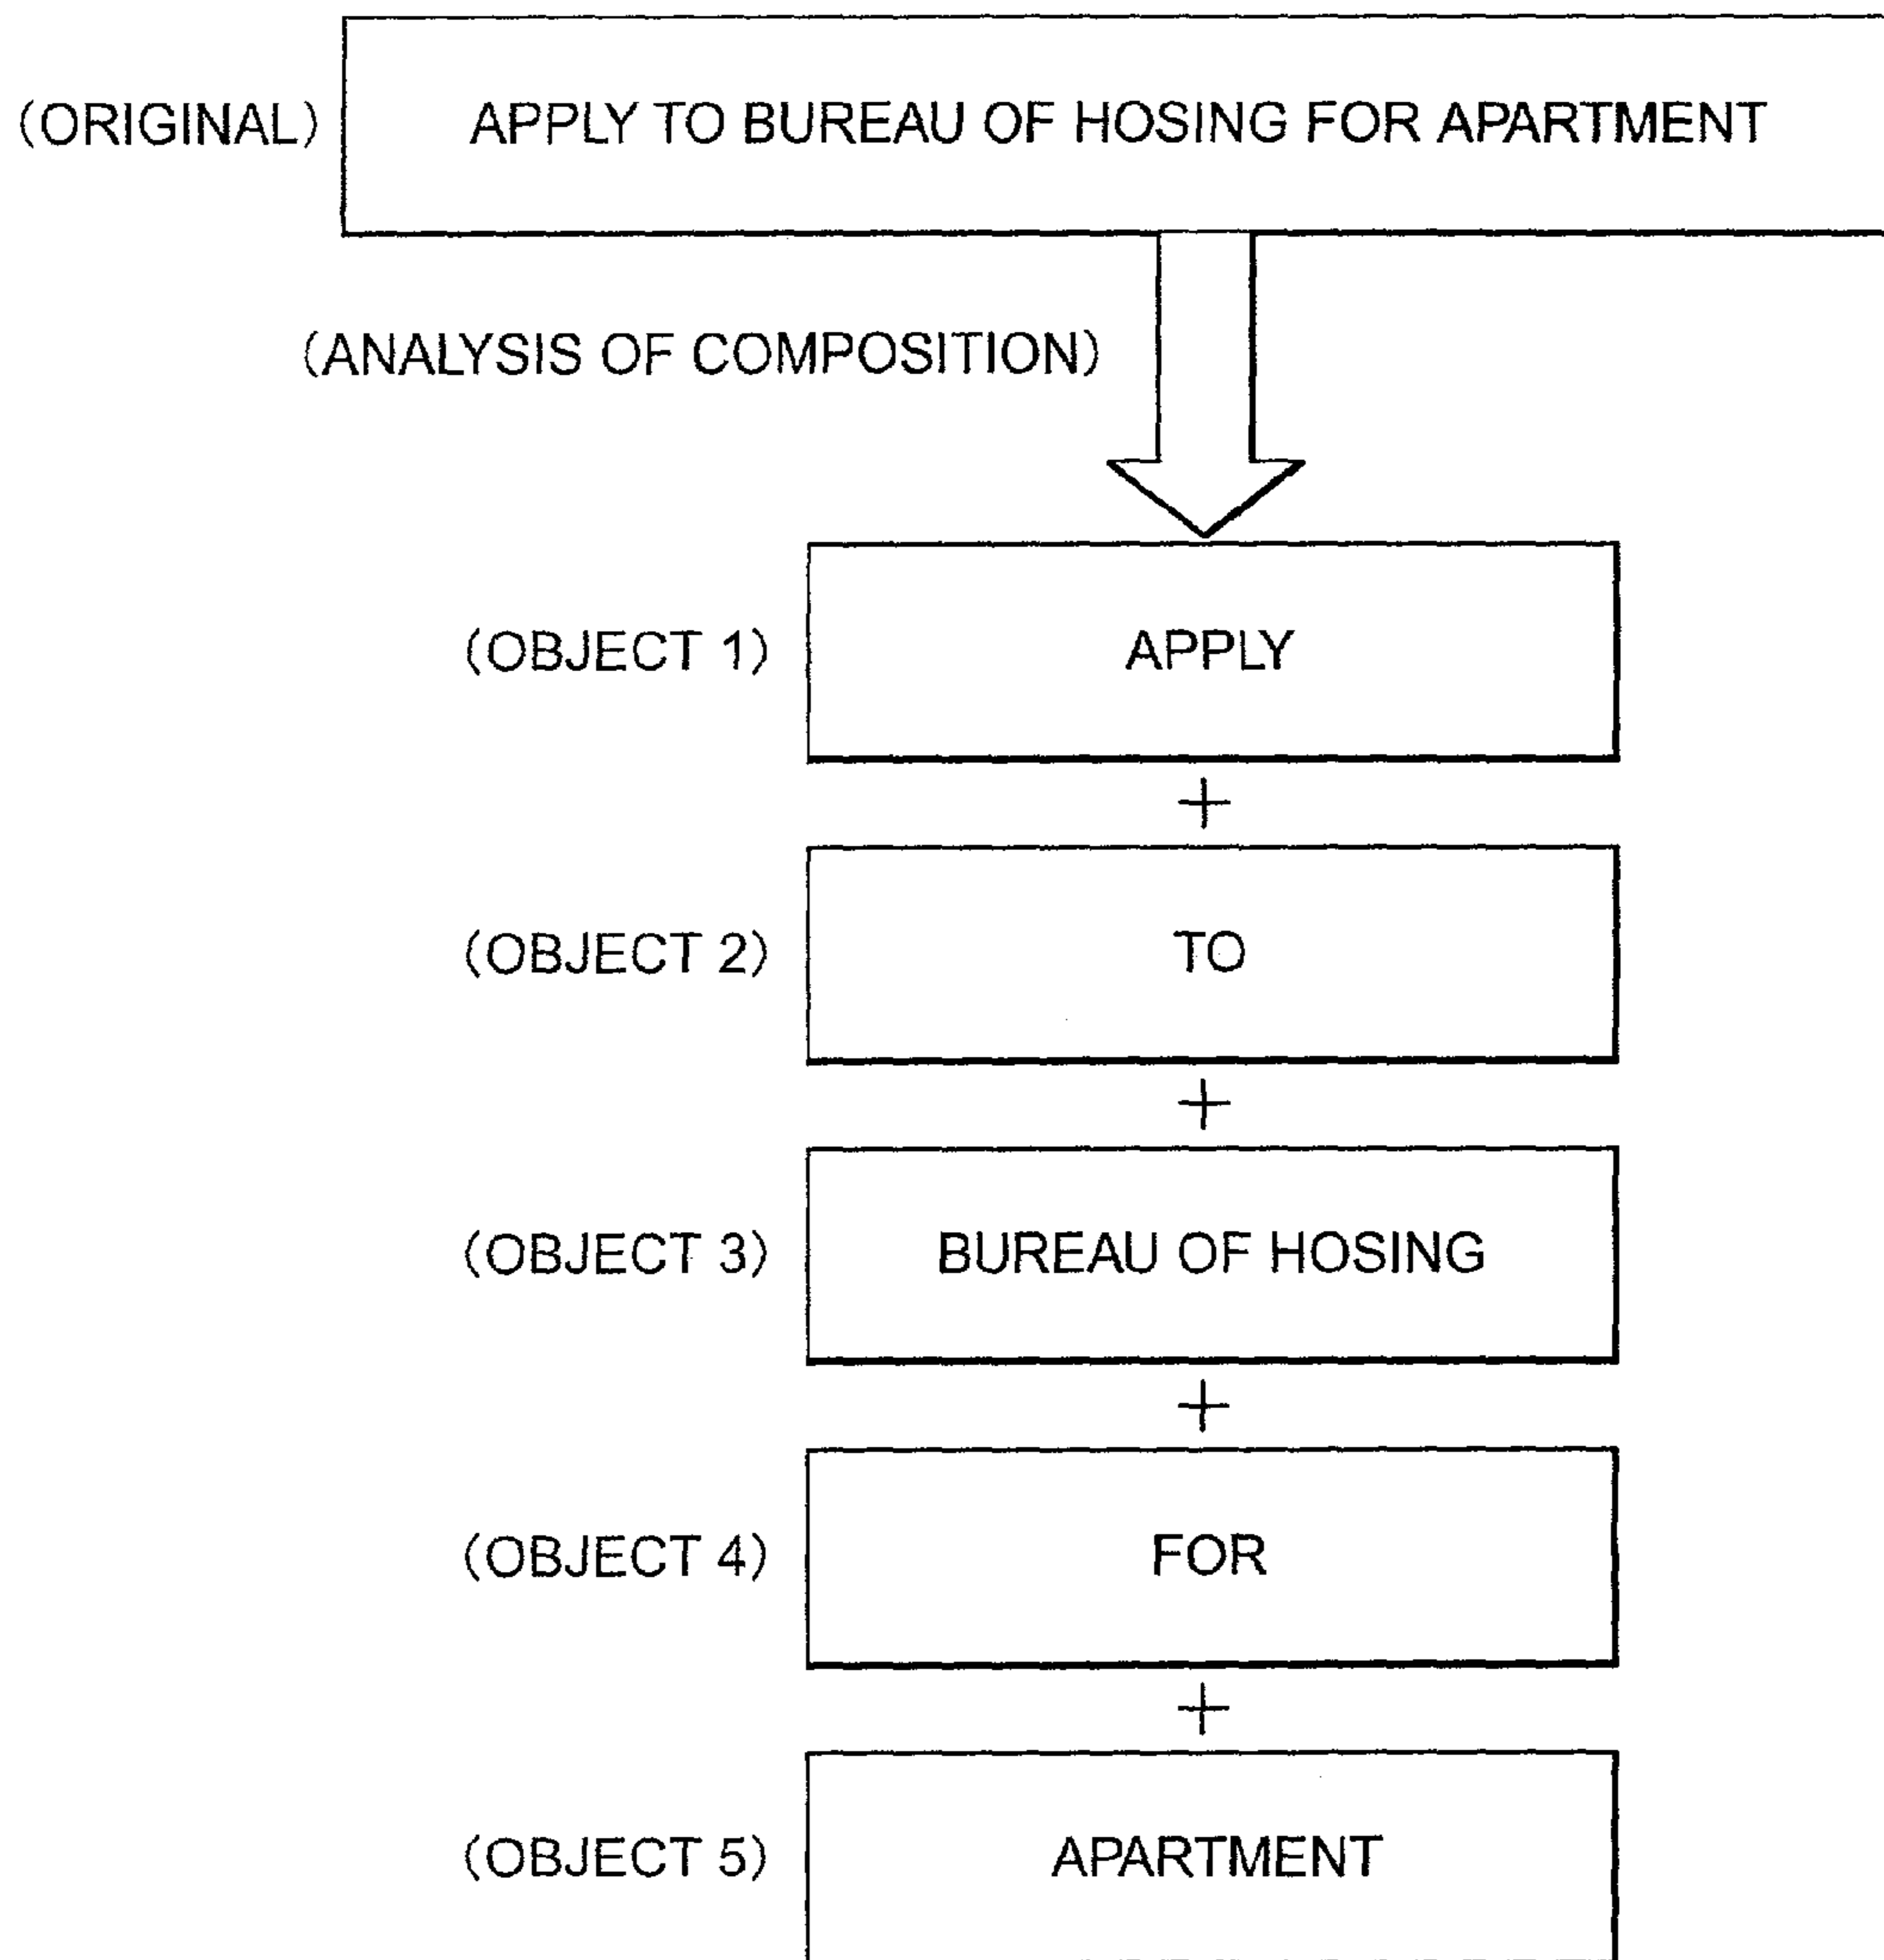 (ORIGINAL) APPLY TO BUREAU OF HOSING FOR APARTMENT
(ANALYSIS OF COMPOSITION)
(OBJECT 1) APPLY
+
(OBJECT 2) TO
+
(OBJECT 3) BUREAU OF HOSING
+
(OBJECT 4) FOR
+
(OBJECT 5) APARTMENT